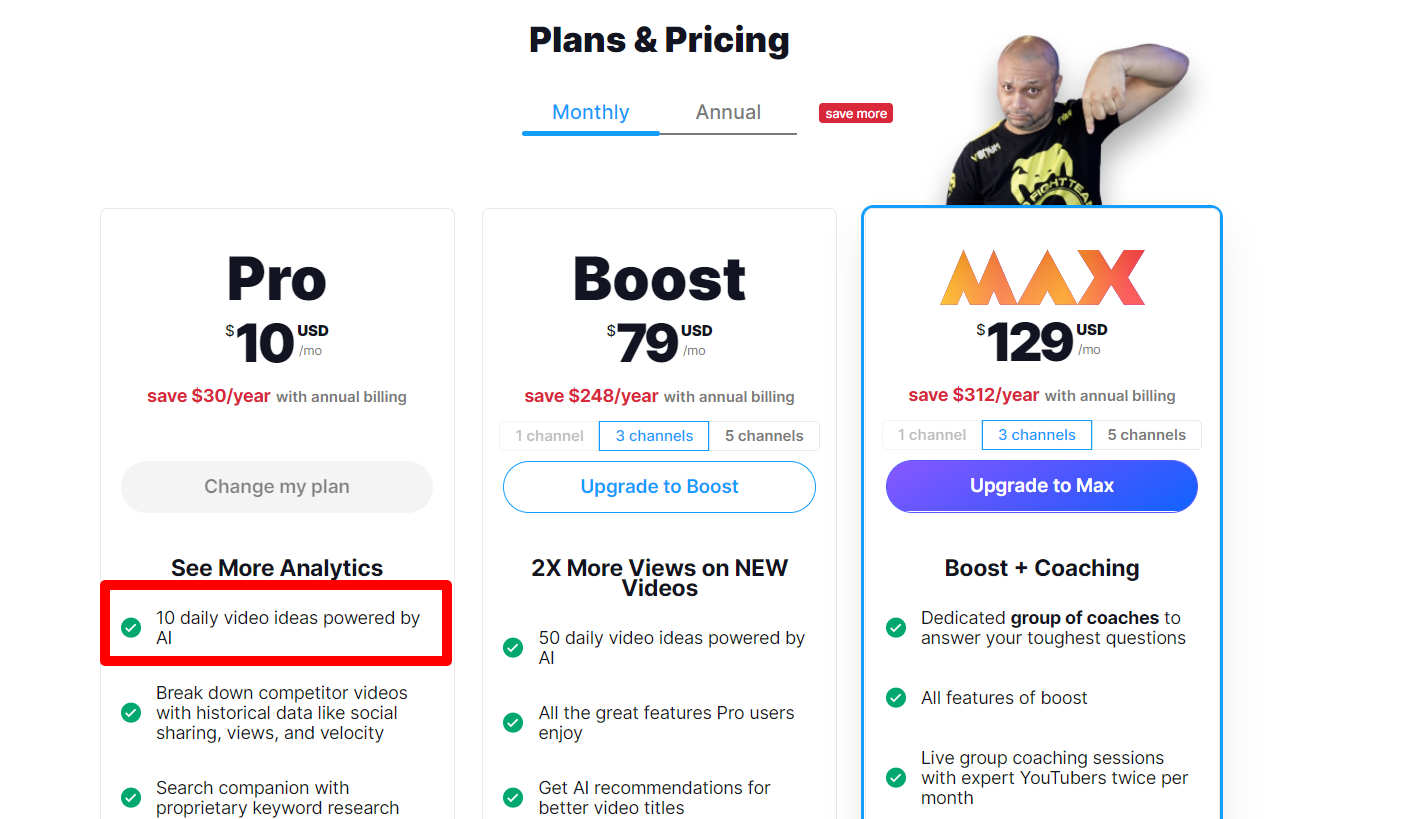 Plans & Pricing
Monthly
Annual
save more
VENUM
FIGHT TEAM
Pro
$10 USD
/mo
save $30/year with annual billing
Change my plan
See More Analytics
10 daily video ideas powered by
AI
Break down competitor videos
with historical data like social
sharing, views, and velocity
Search companion with
proprietary keyword research
Boost
$79 USD
/mo
save $248/year with annual billing
1 channel 3 channels 5 channels
Upgrade to Boost
2X More Views on NEW
Videos
50 daily video ideas powered by
AI
All the great features Pro users
enjoy
Get AI recommendations for
better video titles
MAX
$129 USD
/mo
save $312/year with annual billing
1 channel 3 channels 5 channels
Upgrade to Max
Boost + Coaching
Dedicated group of coaches to
answer your toughest questions
All features of boost
Live group coaching sessions
with expert YouTubers twice per
month